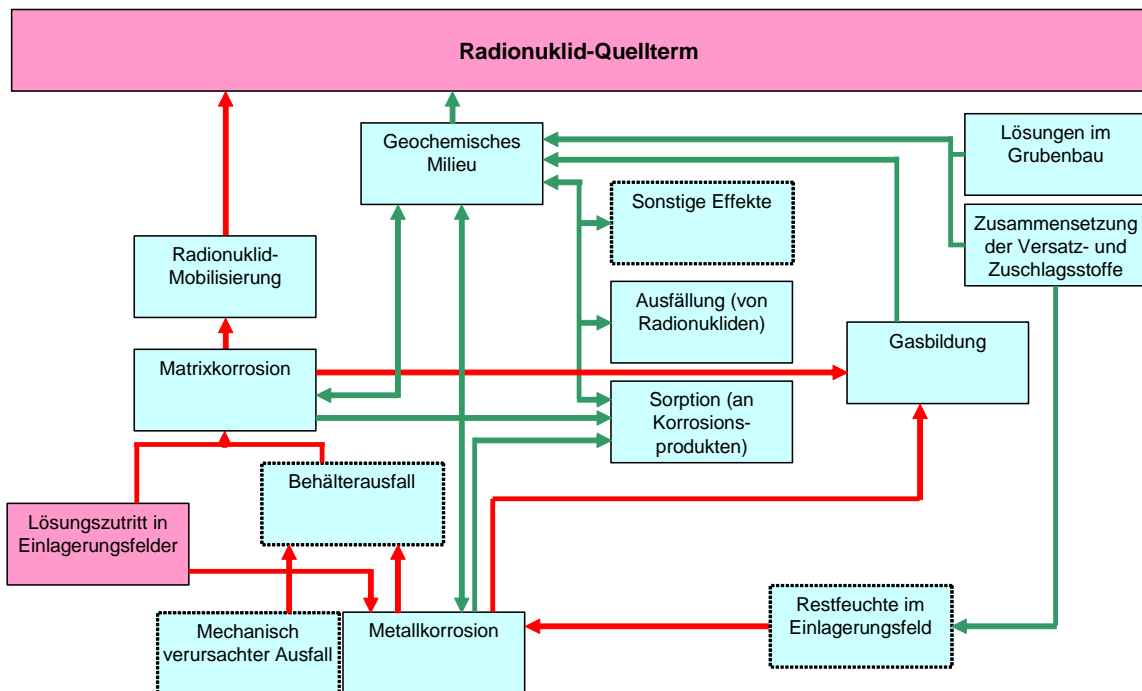 Radionuklid-Quellterm
Geochemisches
Milieu
Lösungen im
Grubenbau
Sonstige Effekte
Zusammensetzung
der Versatz- und
Zuschlagsstoffe
Radionuklid-
Mobilisierung
Ausfällung (von
Radionukliden)
Gasbildung
Matrixkorrosion
Sorption (an
Korrosions-
produkten)
Behälterausfall
Lösungszutritt in
Einlagerungsfelder
Restfeuchte im
Einlagerungsfeld
Mechanisch
verursachter Ausfall
Metallkorrosion